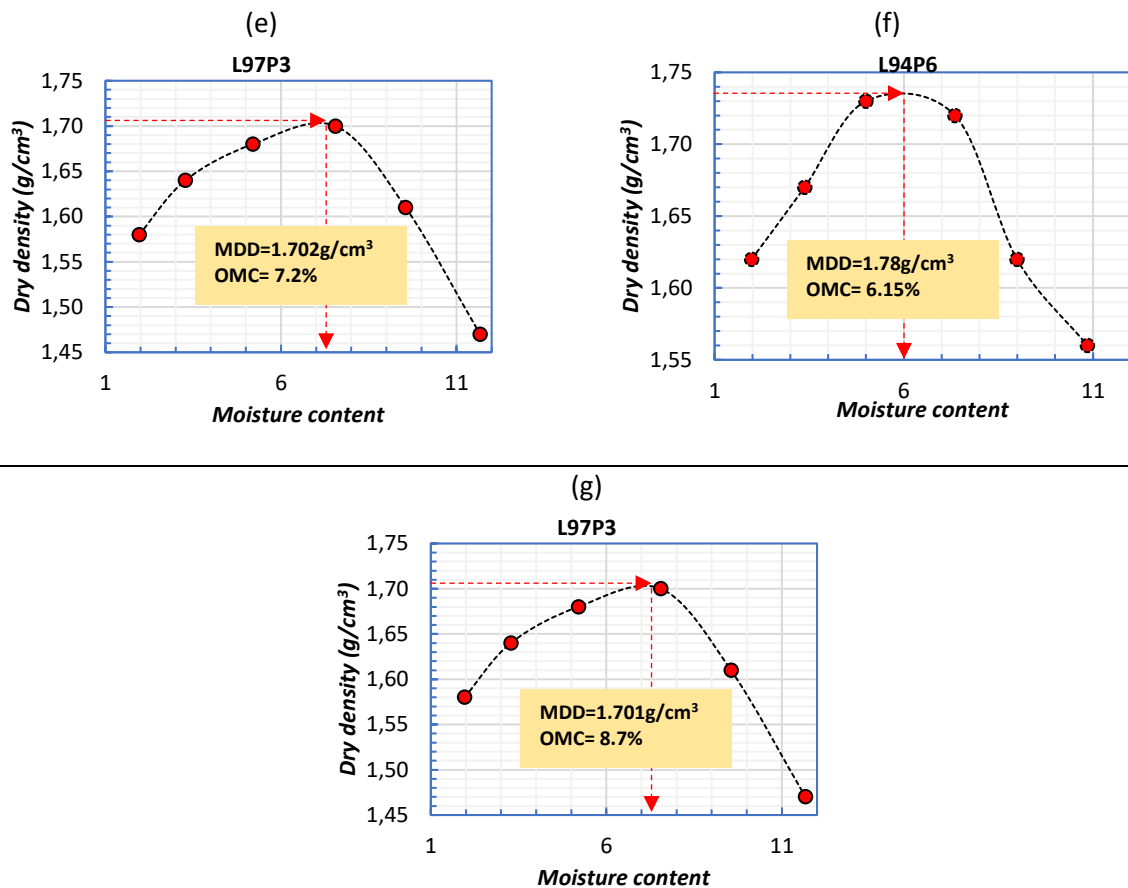 (e)
L97P3
Dry density (g/cm³)
1,75
1,70
1,65
1,60
1,55
1,50
1,45
MDD=1.702g/cm³
OMC= 7.2%
1 6 11
Moisture content
(f)
L94P6
Dry density (g/cm³)
1,75
1,70
1,65
1,60
1,55
MDD=1.78g/cm³
OMC= 6.15%
1 6 11
Moisture content
(g)
L97P3
Dry density (g/cm³)
1,75
1,70
1,65
1,60
1,55
1,50
1,45
MDD=1.701g/cm³
OMC= 8.7%
1 6 11
Moisture content